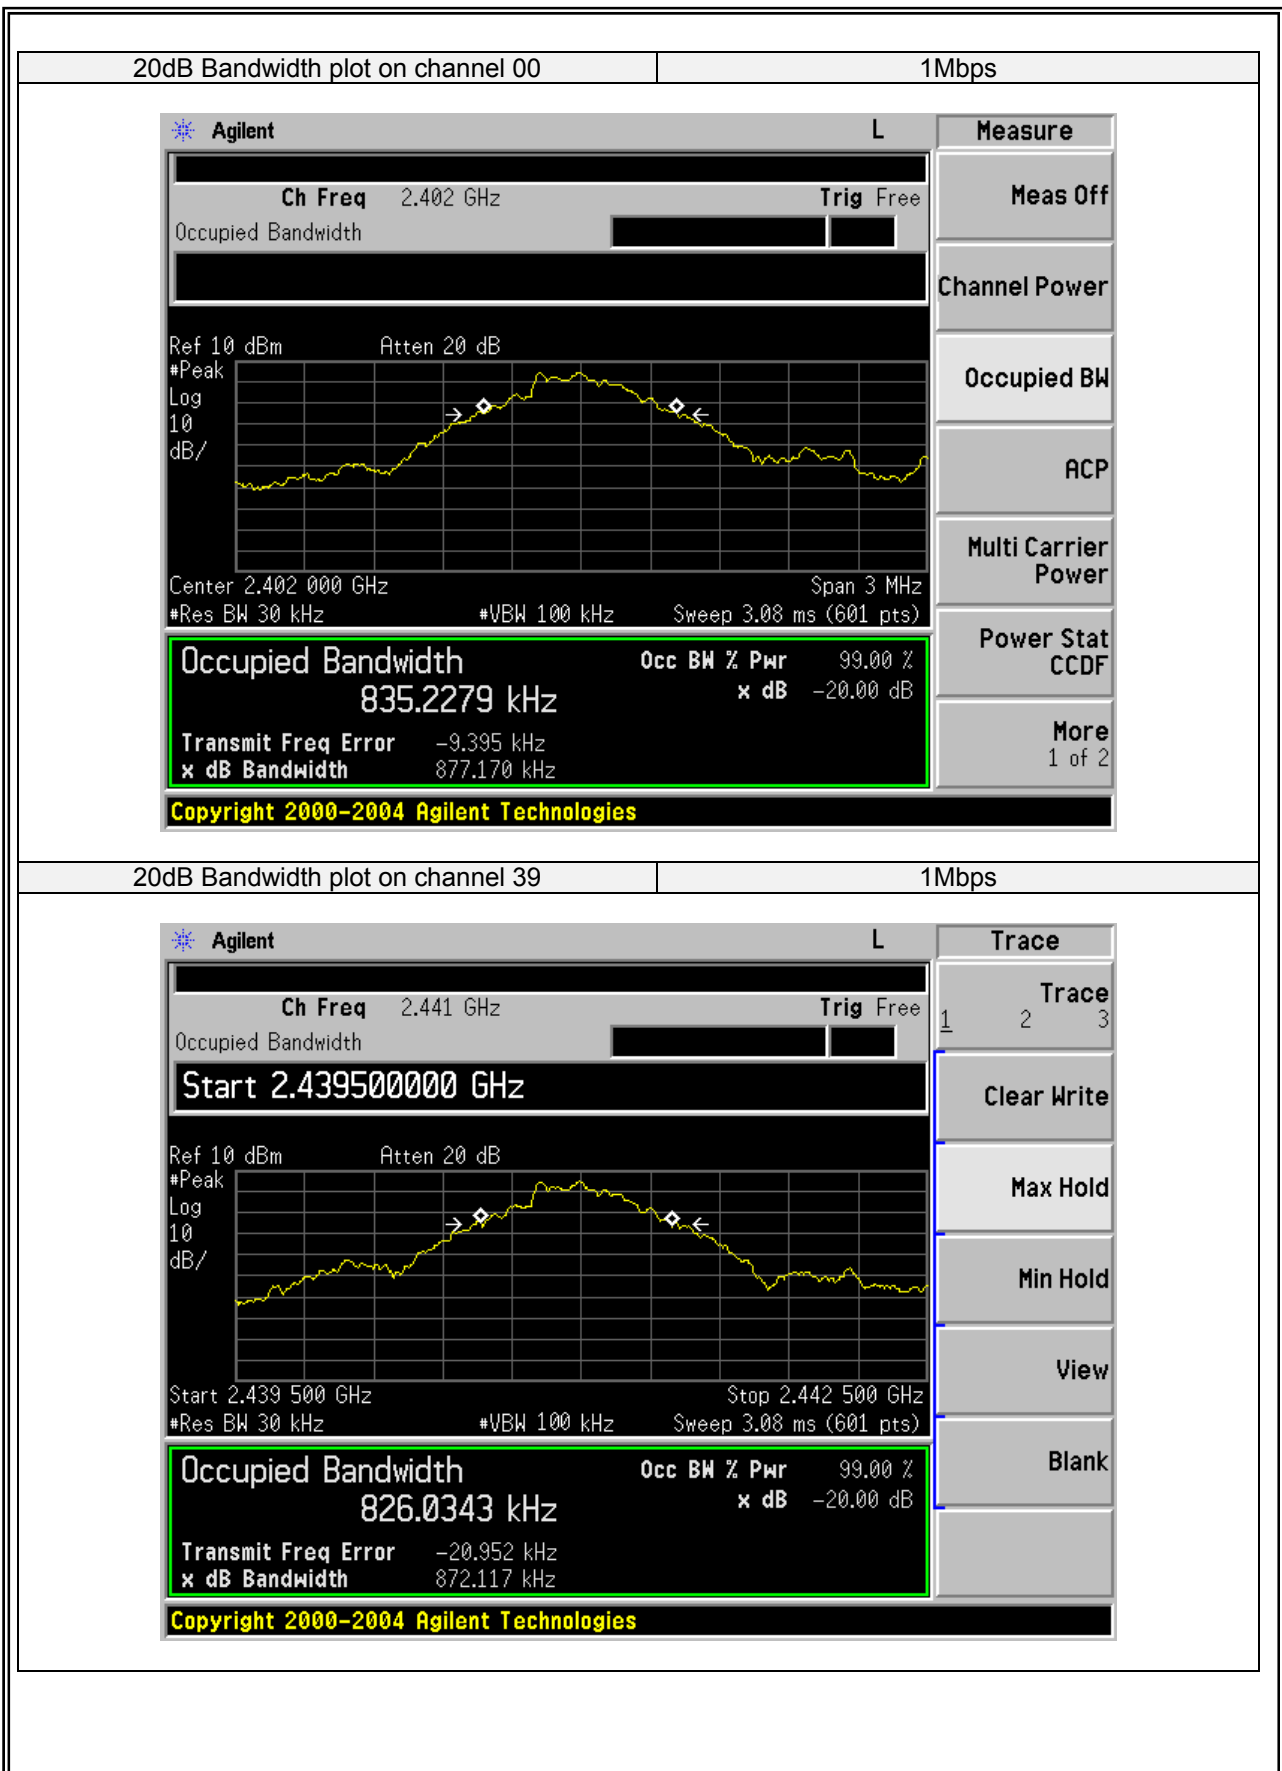 20dB Bandwidth plot on channel 00 1Mbps
Agilent L Measure
Ch Freq 2.402 GHz Trig Free
Occupied Bandwidth
Meas Off
Channel Power
Occupied BW
ACP
Multi Carrier
Power
Power Stat
CCDF
More
1 of 2
Ref 10 dBm Atten 20 dB
#Peak
Log
10
dB/
Center 2.402 000 GHz Span 3 MHz
#Res BW 30 kHz #VBW 100 kHz Sweep 3.08 ms (601 pts)
Occupied Bandwidth Occ BW % Pwr 99.00 %
835.2279 kHz x dB -20.00 dB
Transmit Freq Error -9.395 kHz
x dB Bandwidth 877.170 kHz
Copyright 2000-2004 Agilent Technologies
20dB Bandwidth plot on channel 39 1Mbps
Agilent L Trace
Ch Freq 2.441 GHz Trig Free
Occupied Bandwidth
Start 2.439500000 GHz
Trace
1 2 3
Clear Write
Max Hold
Min Hold
View
Blank
Ref 10 dBm Atten 20 dB
#Peak
Log
10
dB/
Start 2.439 500 GHz Stop 2.442 500 GHz
#Res BW 30 kHz #VBW 100 kHz Sweep 3.08 ms (601 pts)
Occupied Bandwidth Occ BW % Pwr 99.00 %
826.0343 kHz x dB -20.00 dB
Transmit Freq Error -20.952 kHz
x dB Bandwidth 872.117 kHz
Copyright 2000-2004 Agilent Technologies